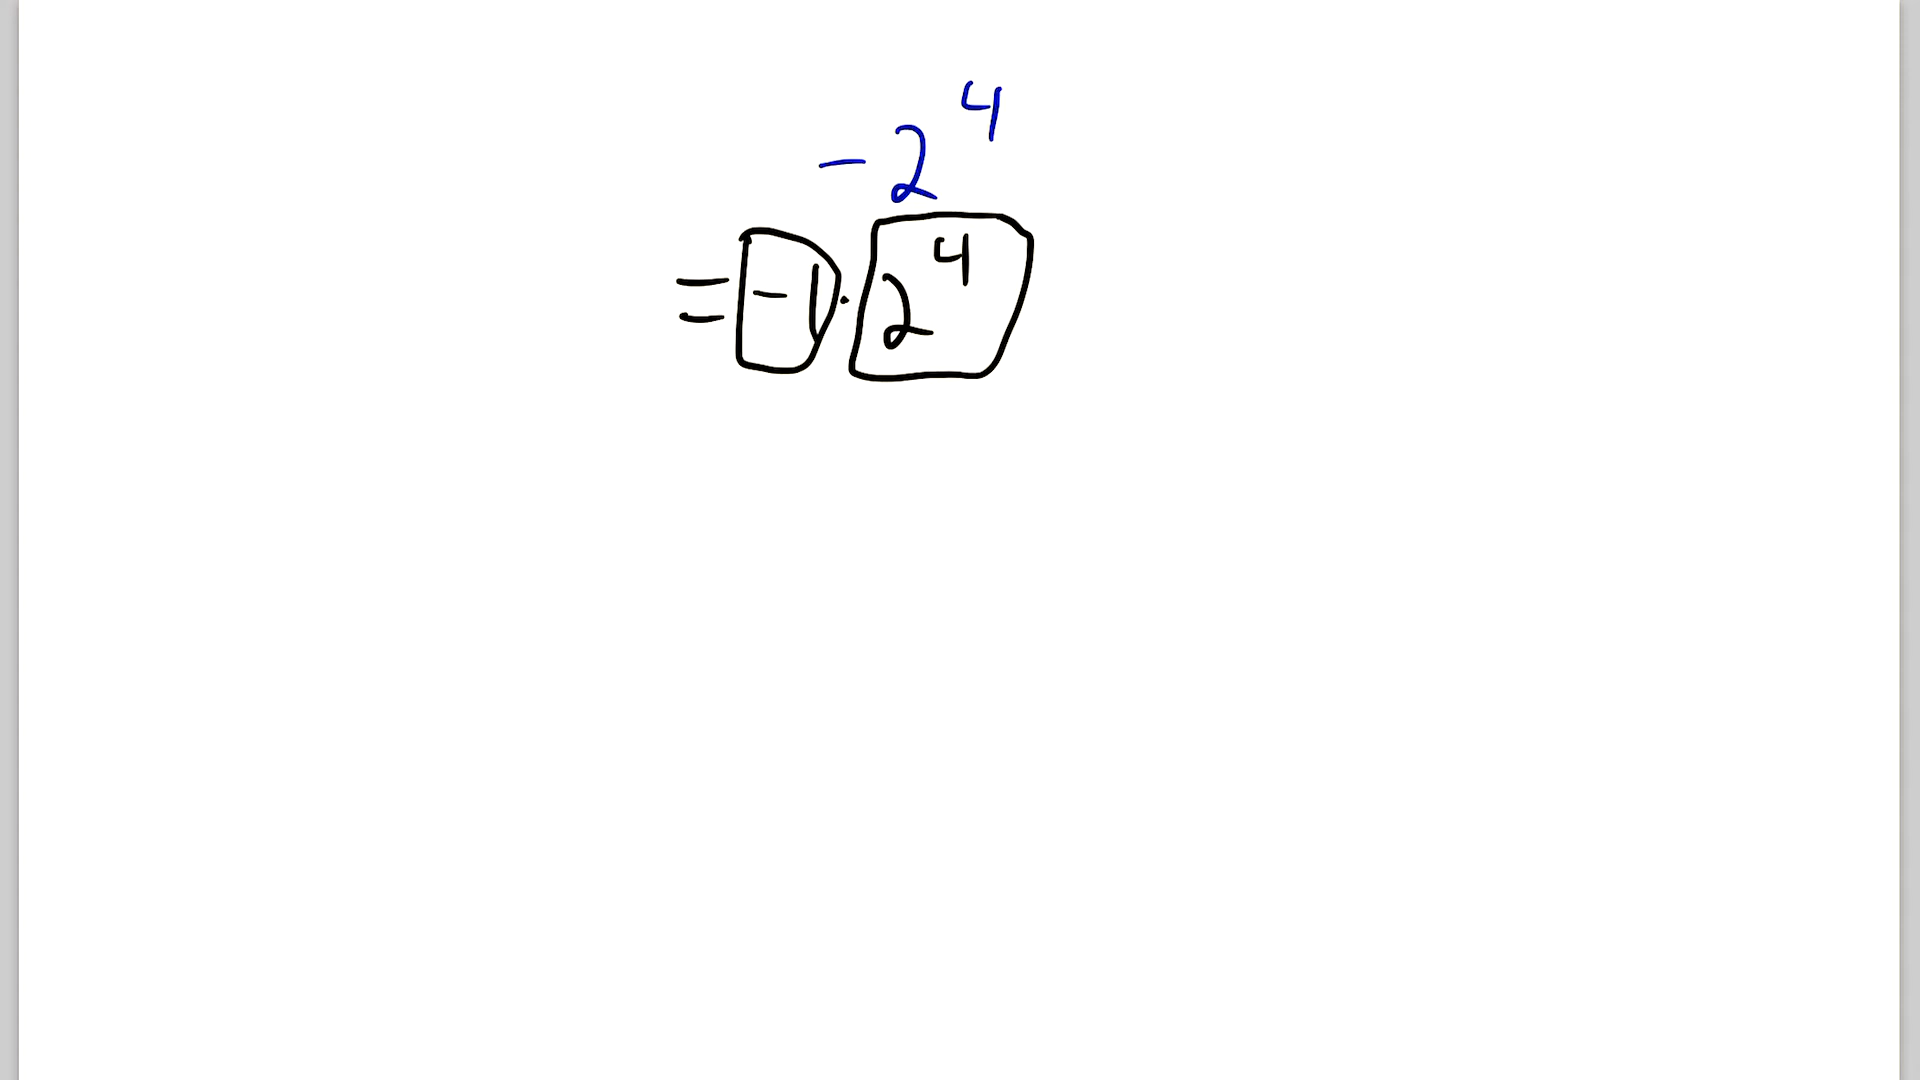 -2⁴
= -1 · 2⁴